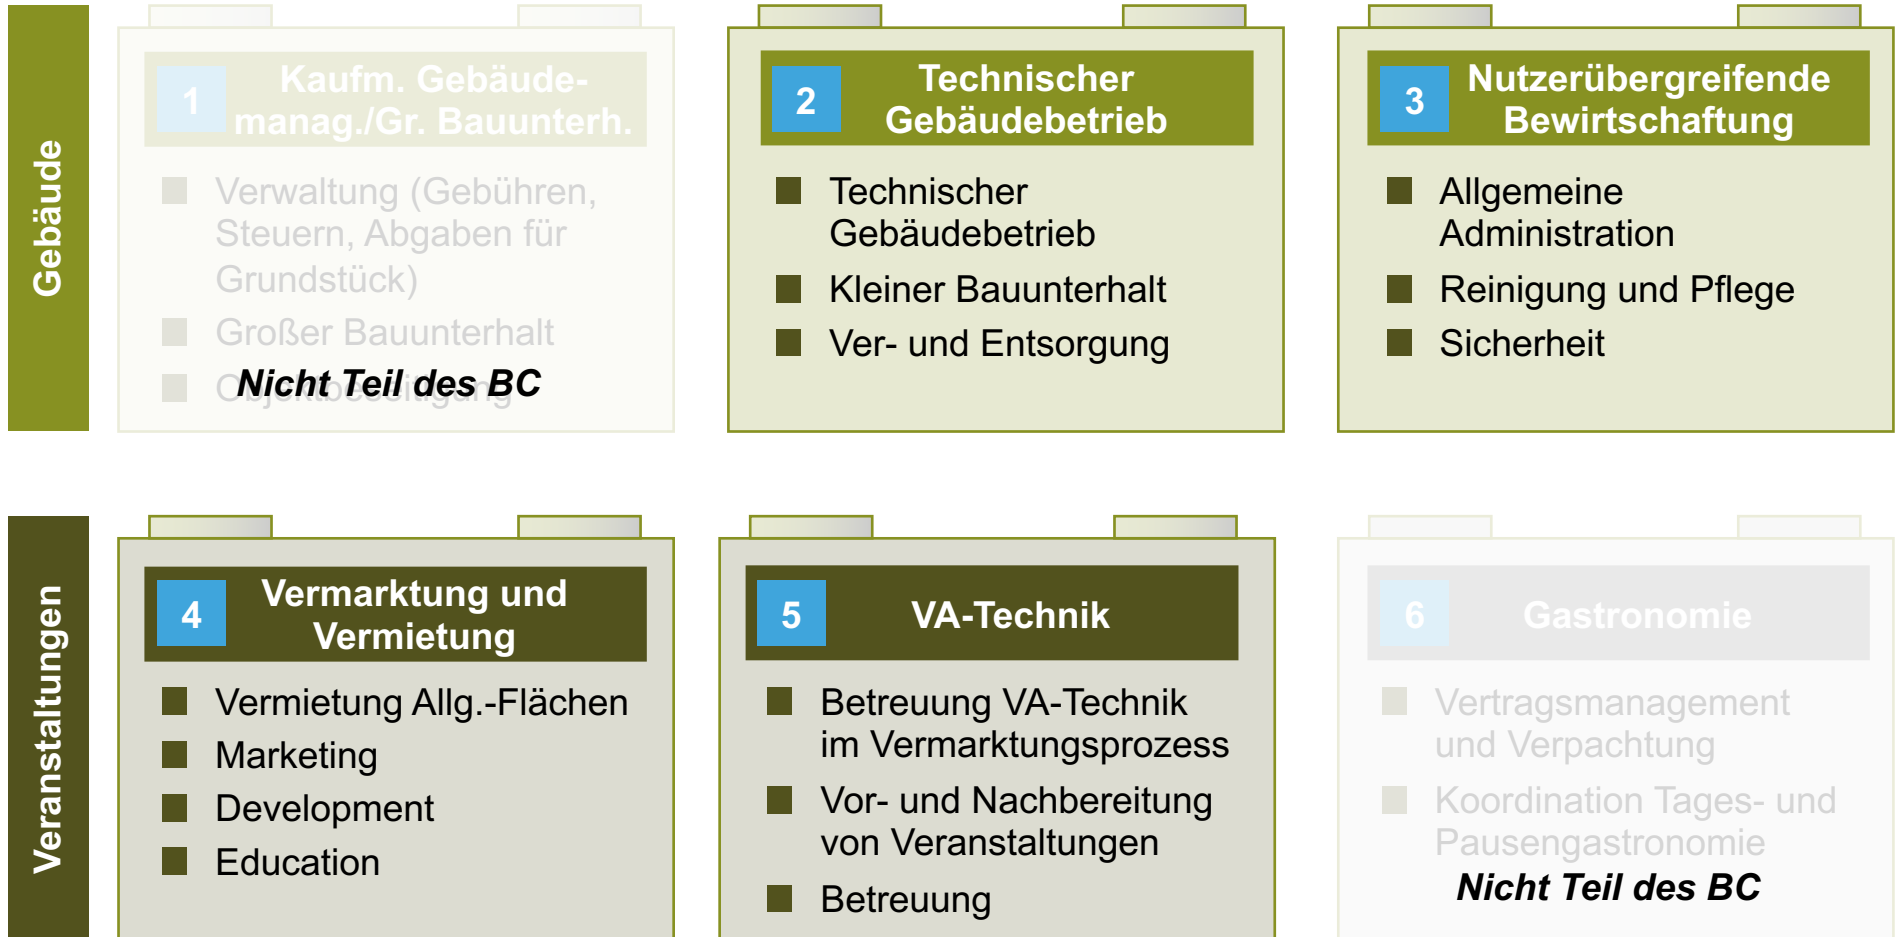 Gebäude
1
Kaufm. Gebäude-
manag./Gr. Bauunterh.
Verwaltung (Gebühren,
Steuern, Abgaben für
Grundstück)
Großer Bauunterhalt
Objektbeseitigung
Nicht Teil des BC
2
Technischer
Gebäudebetrieb
Technischer
Gebäudebetrieb
Kleiner Bauunterhalt
Ver- und Entsorgung
3
Nutzerübergreifende
Bewirtschaftung
Allgemeine
Administration
Reinigung und Pflege
Sicherheit
Veranstaltungen
4
Vermarktung und
Vermietung
Vermietung Allg.-Flächen
Marketing
Development
Education
5
VA-Technik
Betreuung VA-Technik
im Vermarktungsprozess
Vor- und Nachbereitung
von Veranstaltungen
Betreuung
6
Gastronomie
Vertragsmanagement
und Verpachtung
Koordination Tages- und
Pausengastronomie
Nicht Teil des BC